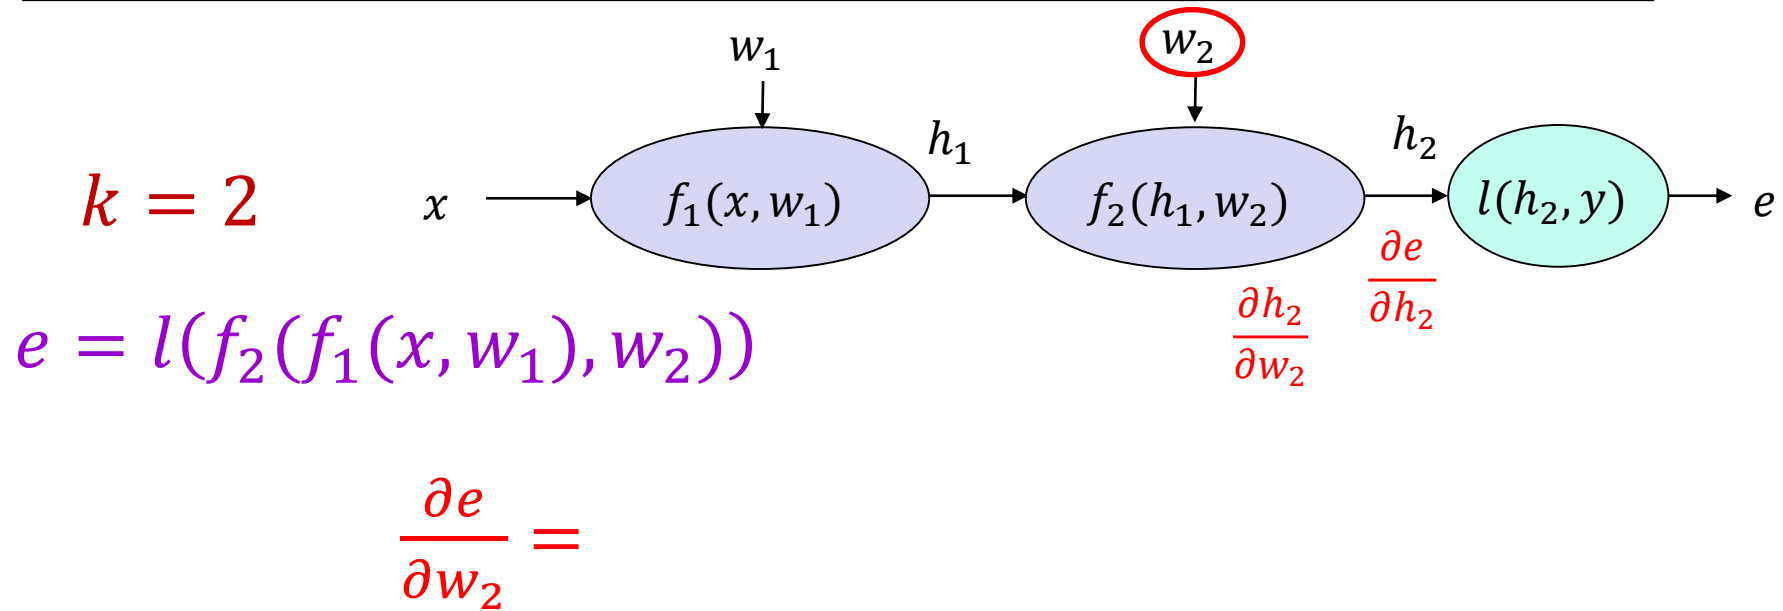 w₁
w₂
k = 2
x
f₁(x, w₁)
h₁
f₂(h₁, w₂)
h₂
l(h₂, y)
e
∂h₂/∂w₂
∂e/∂h₂
e = l(f₂(f₁(x, w₁), w₂))
∂e/∂w₂ =